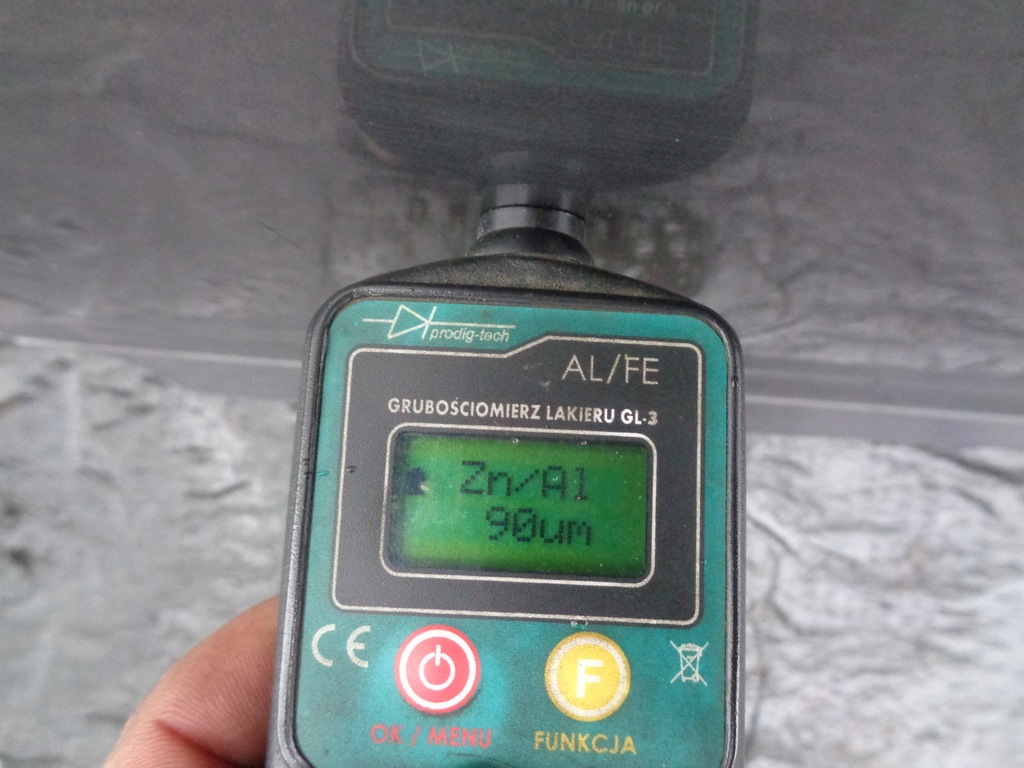 prodig-tech
AL/FE
GRUBOŚCIOMIERZ LAKIERU GL-3
Zn/Al
90um
CE
F
OK / MENU
FUNKCJA